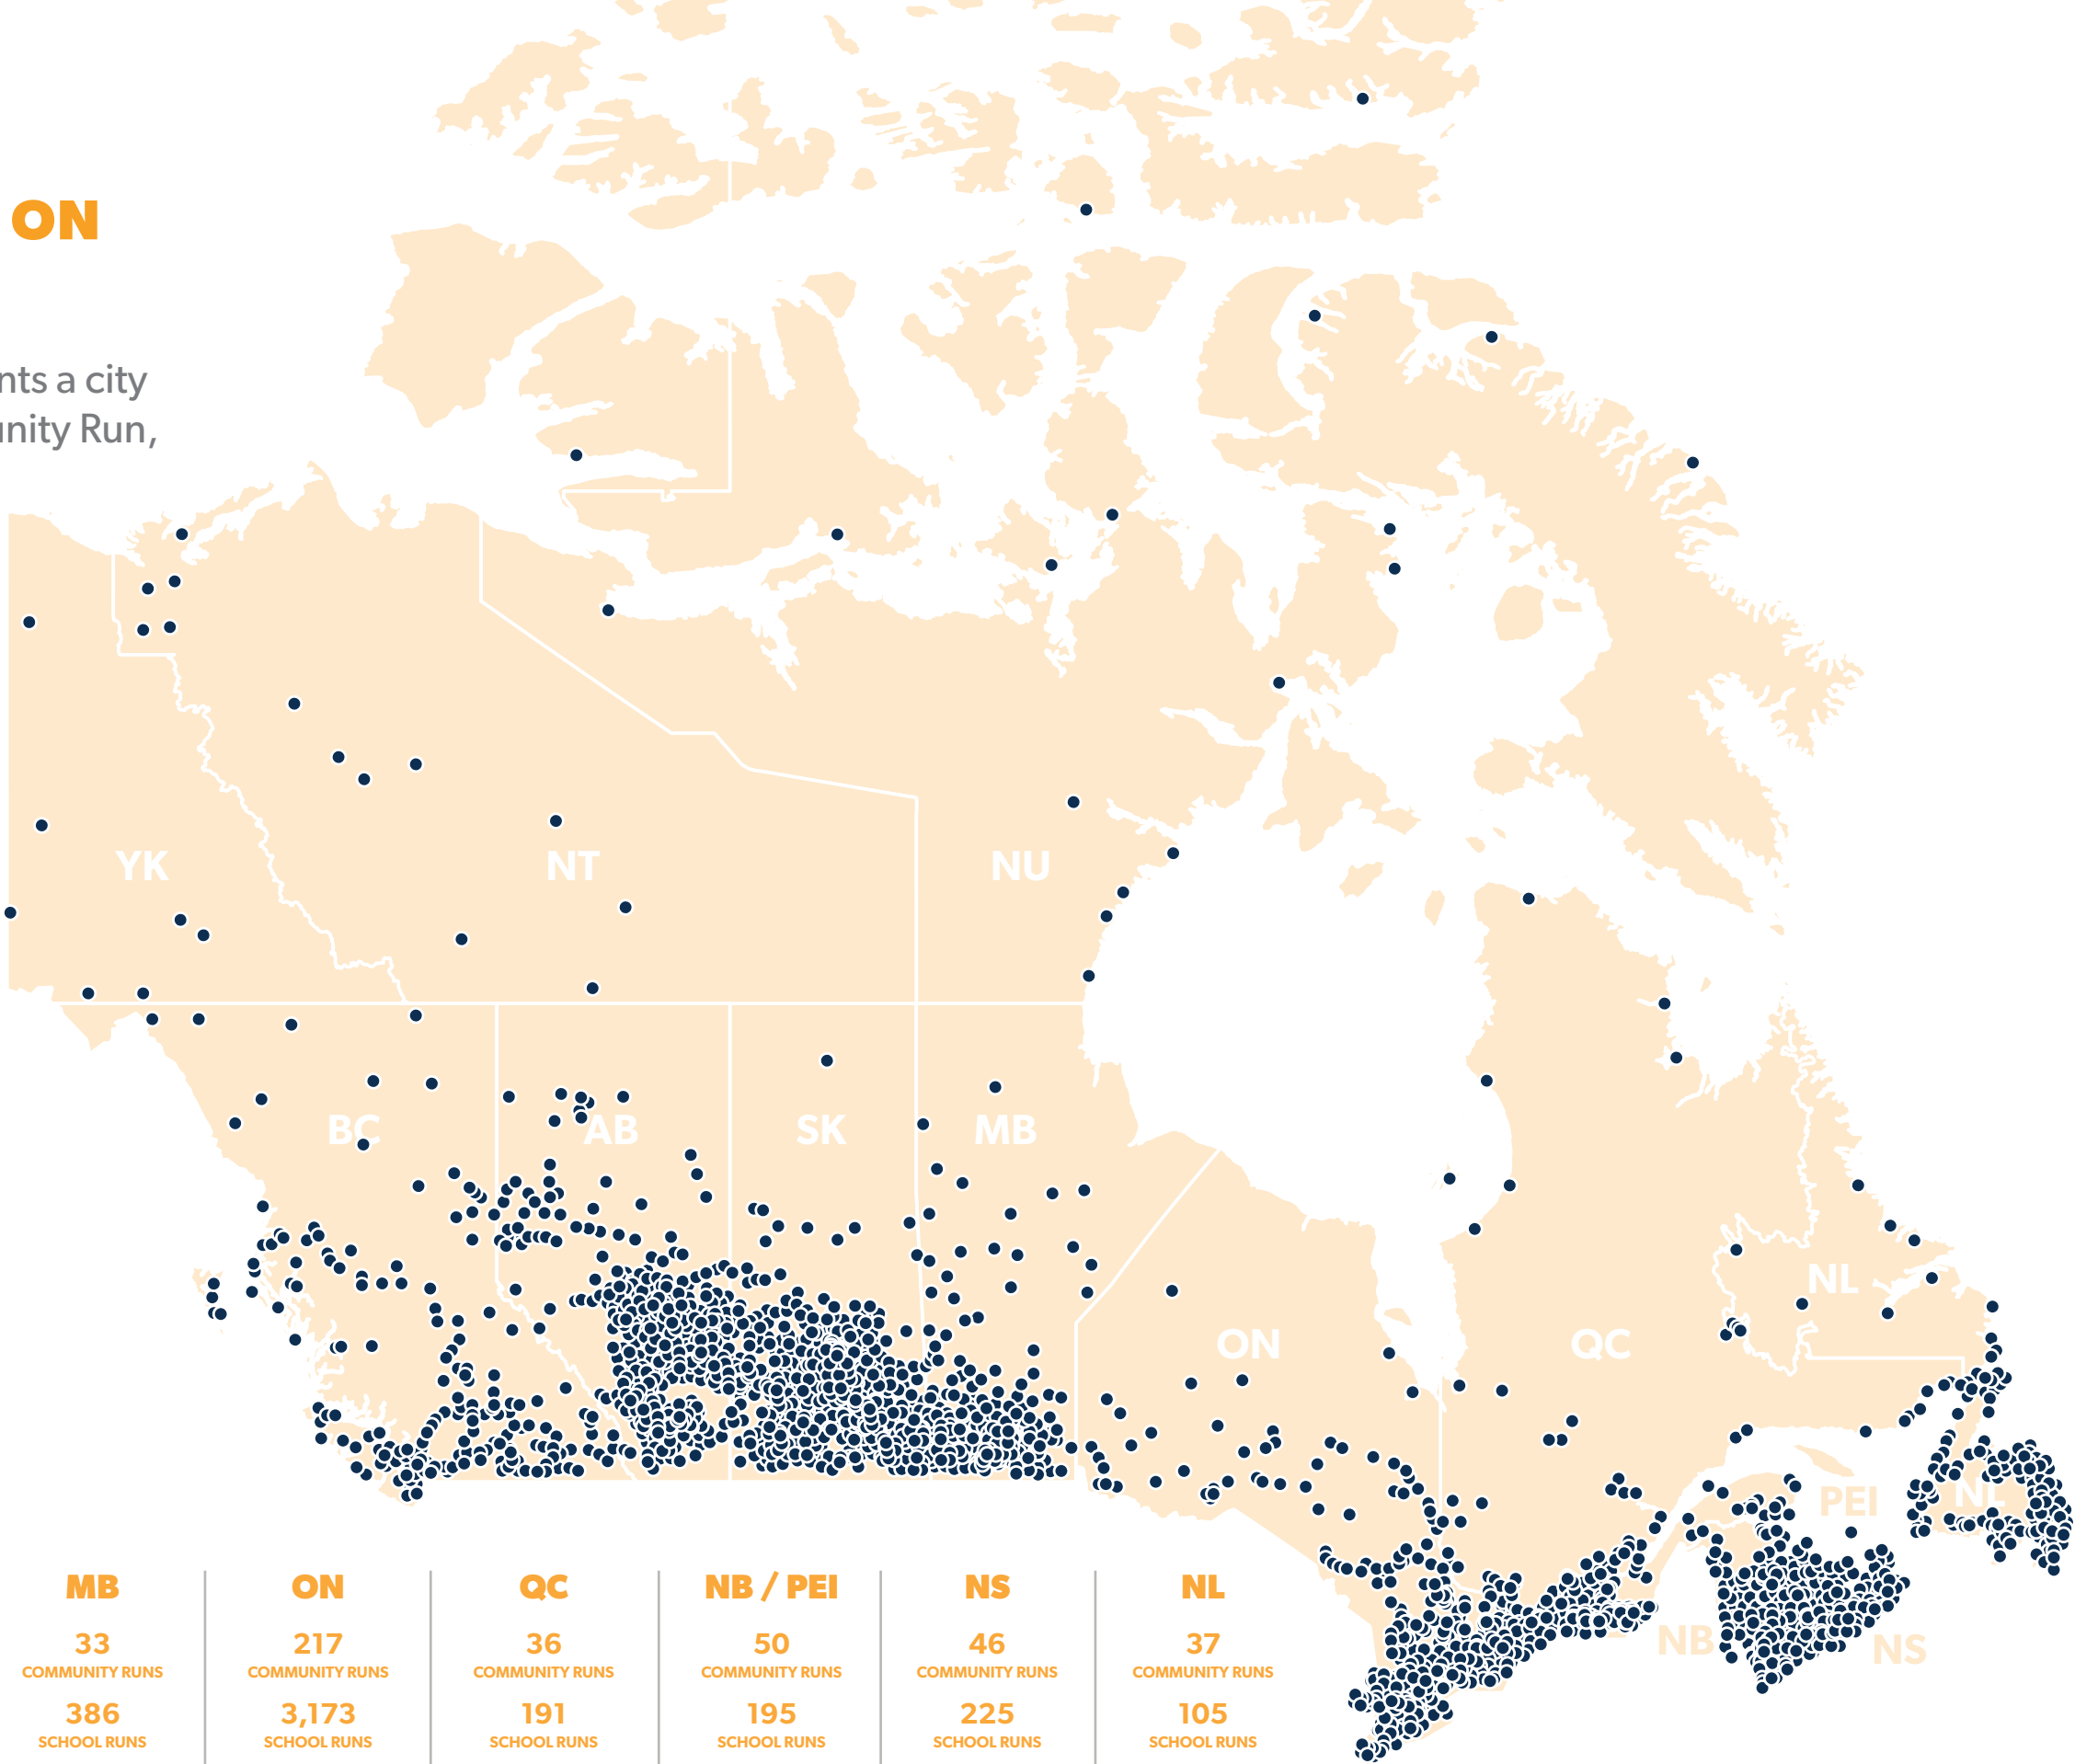 ON
nts a city
unity Run,
YK
NT
NU
BC
AB
SK
MB
ON
QC
NL
PEI
NL
NB
NS
MB
33
COMMUNITY RUNS
386
SCHOOL RUNS
ON
217
COMMUNITY RUNS
3,173
SCHOOL RUNS
QC
36
COMMUNITY RUNS
191
SCHOOL RUNS
NB / PEI
50
COMMUNITY RUNS
195
SCHOOL RUNS
NS
46
COMMUNITY RUNS
225
SCHOOL RUNS
NL
37
COMMUNITY RUNS
105
SCHOOL RUNS